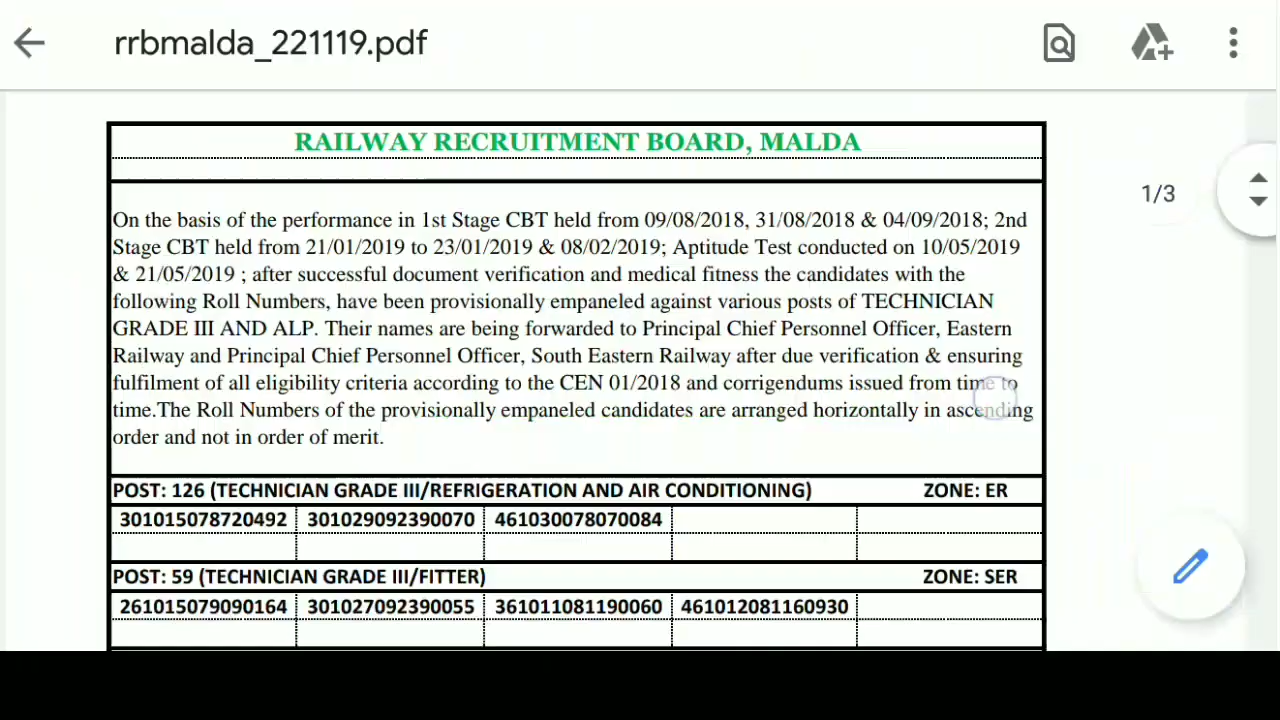 rrbmalda_221119.pdf
RAILWAY RECRUITMENT BOARD, MALDA
1/3
On the basis of the performance in 1st Stage CBT held from 09/08/2018, 31/08/2018 & 04/09/2018; 2nd
Stage CBT held from 21/01/2019 to 23/01/2019 & 08/02/2019; Aptitude Test conducted on 10/05/2019
& 21/05/2019 ; after successful document verification and medical fitness the candidates with the
following Roll Numbers, have been provisionally empaneled against various posts of TECHNICIAN
GRADE III AND ALP. Their names are being forwarded to Principal Chief Personnel Officer, Eastern
Railway and Principal Chief Personnel Officer, South Eastern Railway after due verification & ensuring
fulfilment of all eligibility criteria according to the CEN 01/2018 and corrigendums issued from time to
time.The Roll Numbers of the provisionally empaneled candidates are arranged horizontally in ascending
order and not in order of merit.
POST: 126 (TECHNICIAN GRADE III/REFRIGERATION AND AIR CONDITIONING) ZONE: ER
301015078720492 301029092390070 461030078070084
POST: 59 (TECHNICIAN GRADE III/FITTER) ZONE: SER
261015079090164 301027092390055 361011081190060 461012081160930